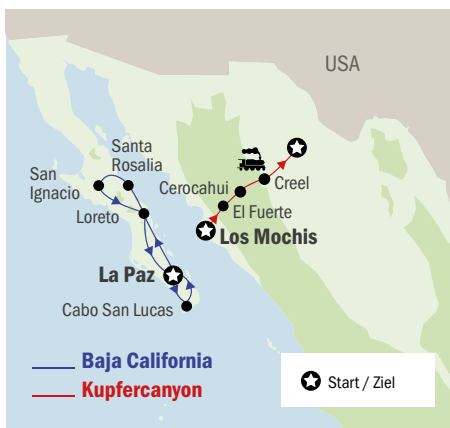 USA
Santa
Rosalia
San
Ignacio
Loreto
Cerocahui
Creel
El Fuerte
Los Mochis
La Paz
Cabo San Lucas
Baja California
Kupfercanyon
Start / Ziel